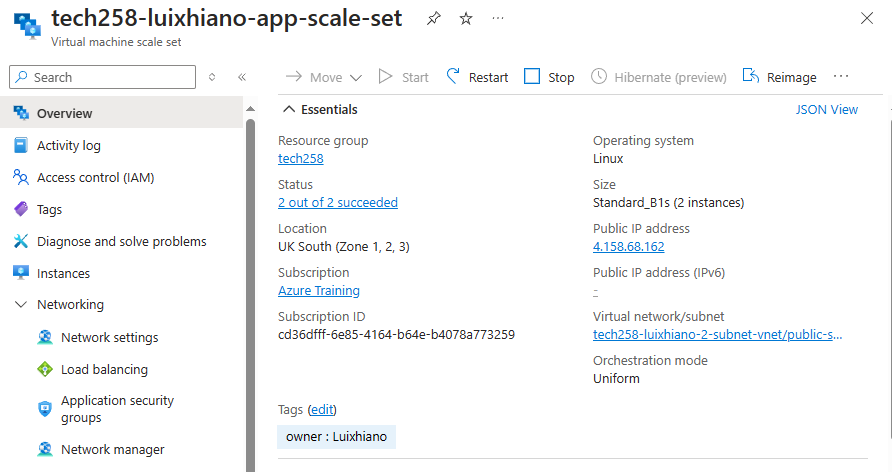 tech258-luixhiano-app-scale-set
Virtual machine scale set
Search
Overview
Activity log
Access control (IAM)
Tags
Diagnose and solve problems
Instances
Networking
Network settings
Load balancing
Application security
groups
Network manager
Move
Start
Restart
Stop
Hibernate (preview)
Reimage
Essentials
JSON View
Resource group
tech258
Status
2 out of 2 succeeded
Location
UK South (Zone 1, 2, 3)
Subscription
Azure Training
Subscription ID
cd36dfff-6e85-4164-b64e-b4078a773259
Operating system
Linux
Size
Standard_B1s (2 instances)
Public IP address
4.158.68.162
Public IP address (IPv6)
-
Virtual network/subnet
tech258-luixhiano-2-subnet-vnet/public-s...
Orchestration mode
Uniform
Tags (edit)
owner : Luixhiano